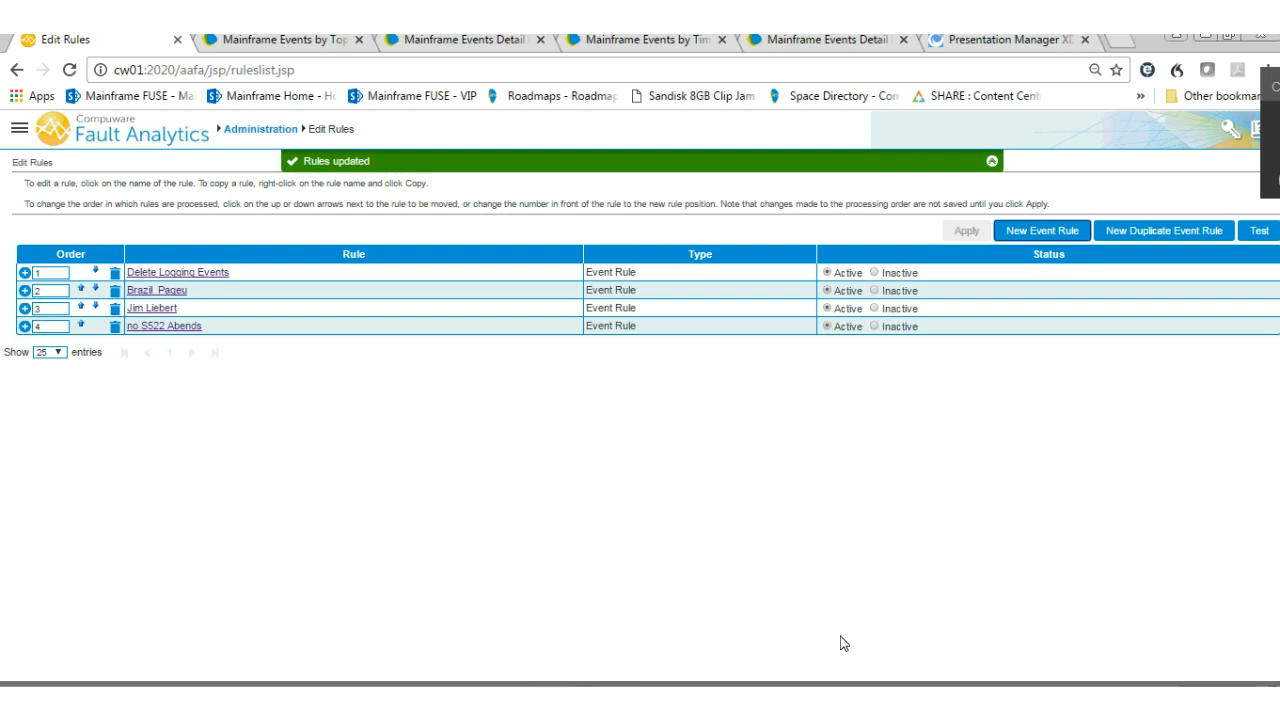 Edit Rules
Mainframe Events by Top
Mainframe Events Detail
Mainframe Events by Tim
Mainframe Events Detail
Presentation Manager
cw01:2020/aafa/jsp/ruleslist.jsp
Apps
Mainframe FUSE - Ma
Mainframe Home - Ho
Mainframe FUSE - VIP
Roadmaps - Roadmap
Sandisk 8GB Clip Jam
Space Directory - Con
SHARE : Content Cent
»
Other bookmar
Compuware
Fault Analytics
Administration
Edit Rules
Edit Rules
Rules updated
To edit a rule, click on the name of the rule. To copy a rule, right-click on the rule name and click Copy.
To change the order in which rules are processed, click on the up or down arrows next to the rule to be moved, or change the number in front of the rule to the new rule position. Note that changes made to the processing order are not saved until you click Apply.
Apply
New Event Rule
New Duplicate Event Rule
Test
Order Rule Type Status
1 Delete Logging Events Event Rule Active Inactive
2 Brazil_Pageu Event Rule Active Inactive
3 Jim Liebert Event Rule Active Inactive
4 no S522 Abends Event Rule Active Inactive
Show 25 entries 1